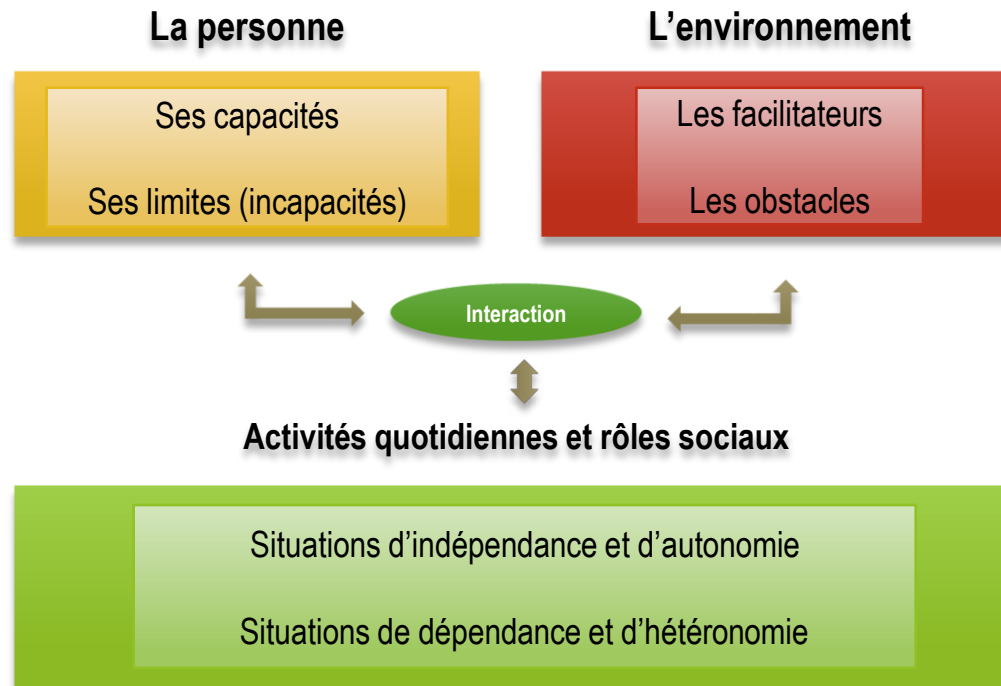 La personne
L’environnement
Ses capacités
Ses limites (incapacités)
Les facilitateurs
Les obstacles
Interaction
Activités quotidiennes et rôles sociaux
Situations d’indépendance et d’autonomie
Situations de dépendance et d’hétéronomie